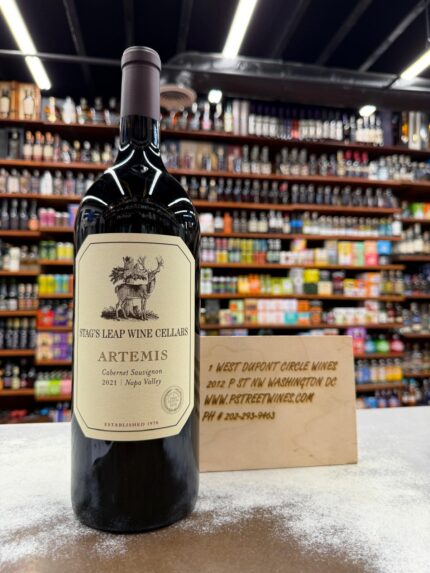 STAG'S LEAP WINE CELLARS
ARTEMIS
Cabernet Sauvignon
2021 | Napa Valley
ESTABLISHED 1970
1 WEST DUPONT CIRCLE WINES
2012 P ST NW WASHINGTON DC
WWW.PSTREETWINES.COM
PH # 202-293-9463